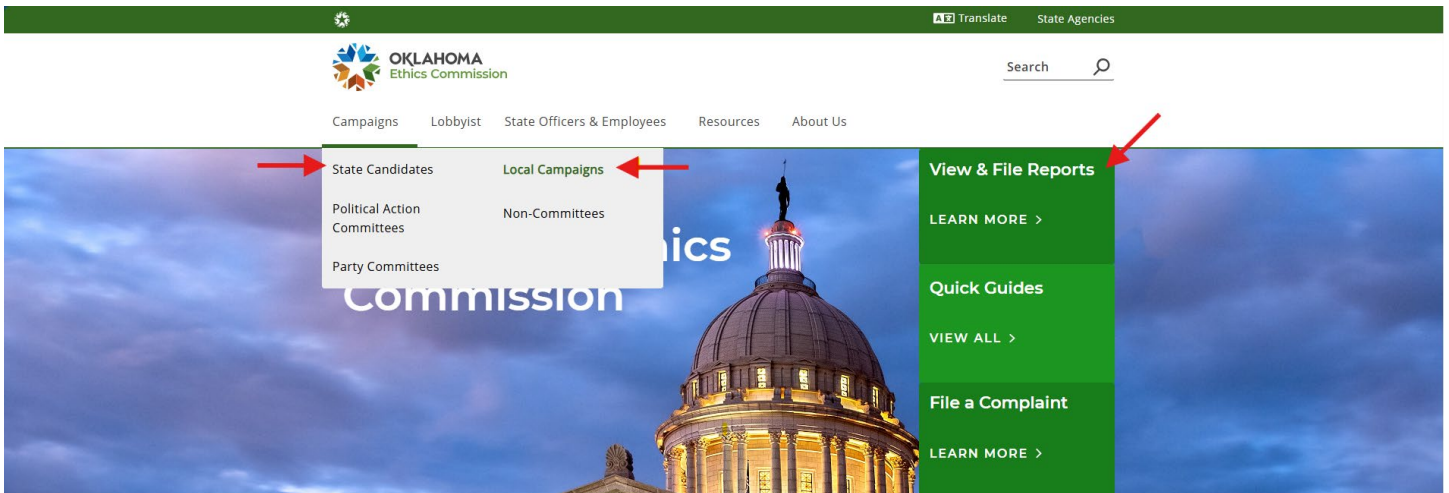 Translate
State Agencies
OKLAHOMA
Ethics Commission
Search
Campaigns
Lobbyist
State Officers & Employees
Resources
About Us
State Candidates
Local Campaigns
Political Action
Committees
Non-Committees
Party Committees
ics
Commission
View & File Reports
LEARN MORE >
Quick Guides
VIEW ALL >
File a Complaint
LEARN MORE >